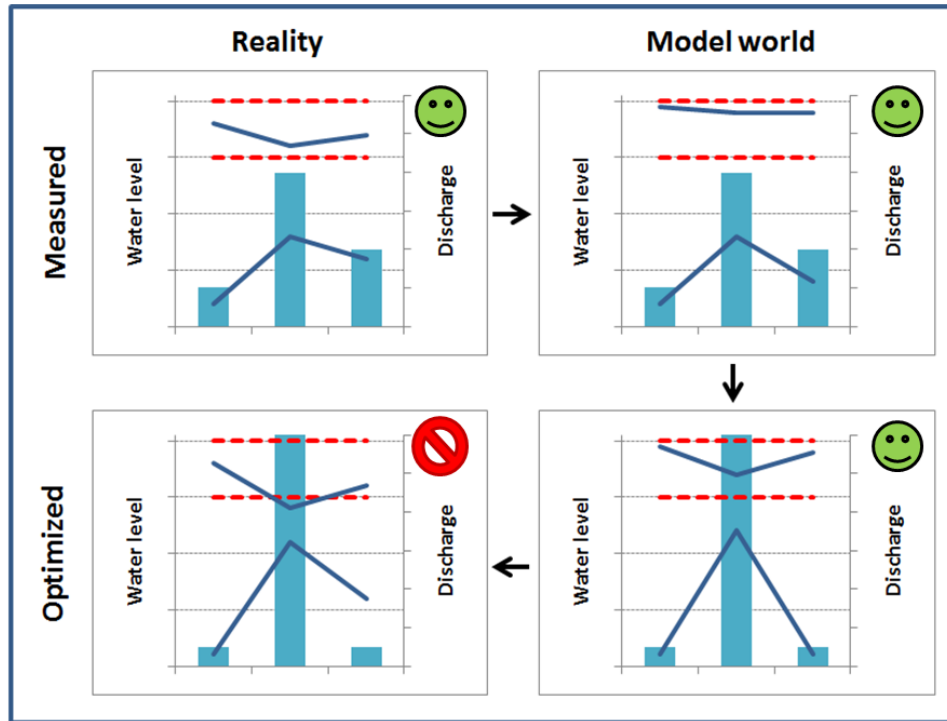 Reality
Model world
Measured
Water level
Discharge
Water level
Discharge
Optimized
Water level
Discharge
Water level
Discharge